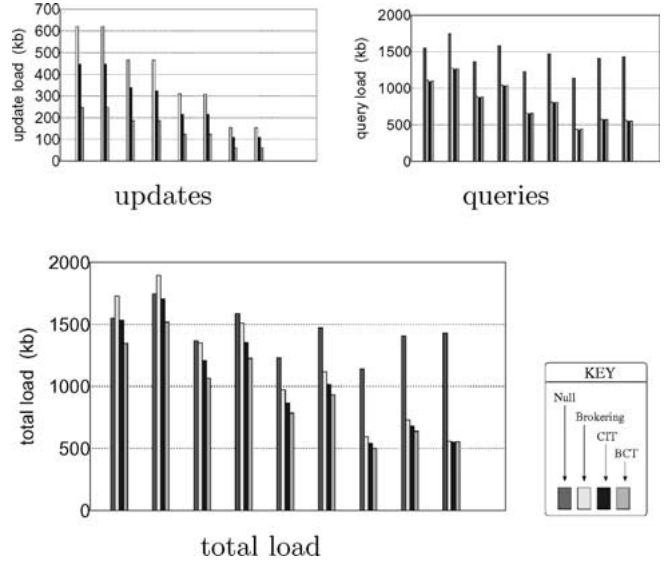 700
600
500
400
300
200
100
0
update load (kb)
updates
2000
1500
1000
500
0
query load (kb)
queries
2000
1500
1000
500
0
total load (kb)
total load
KEY
Null
Brokering
CIT
BCT